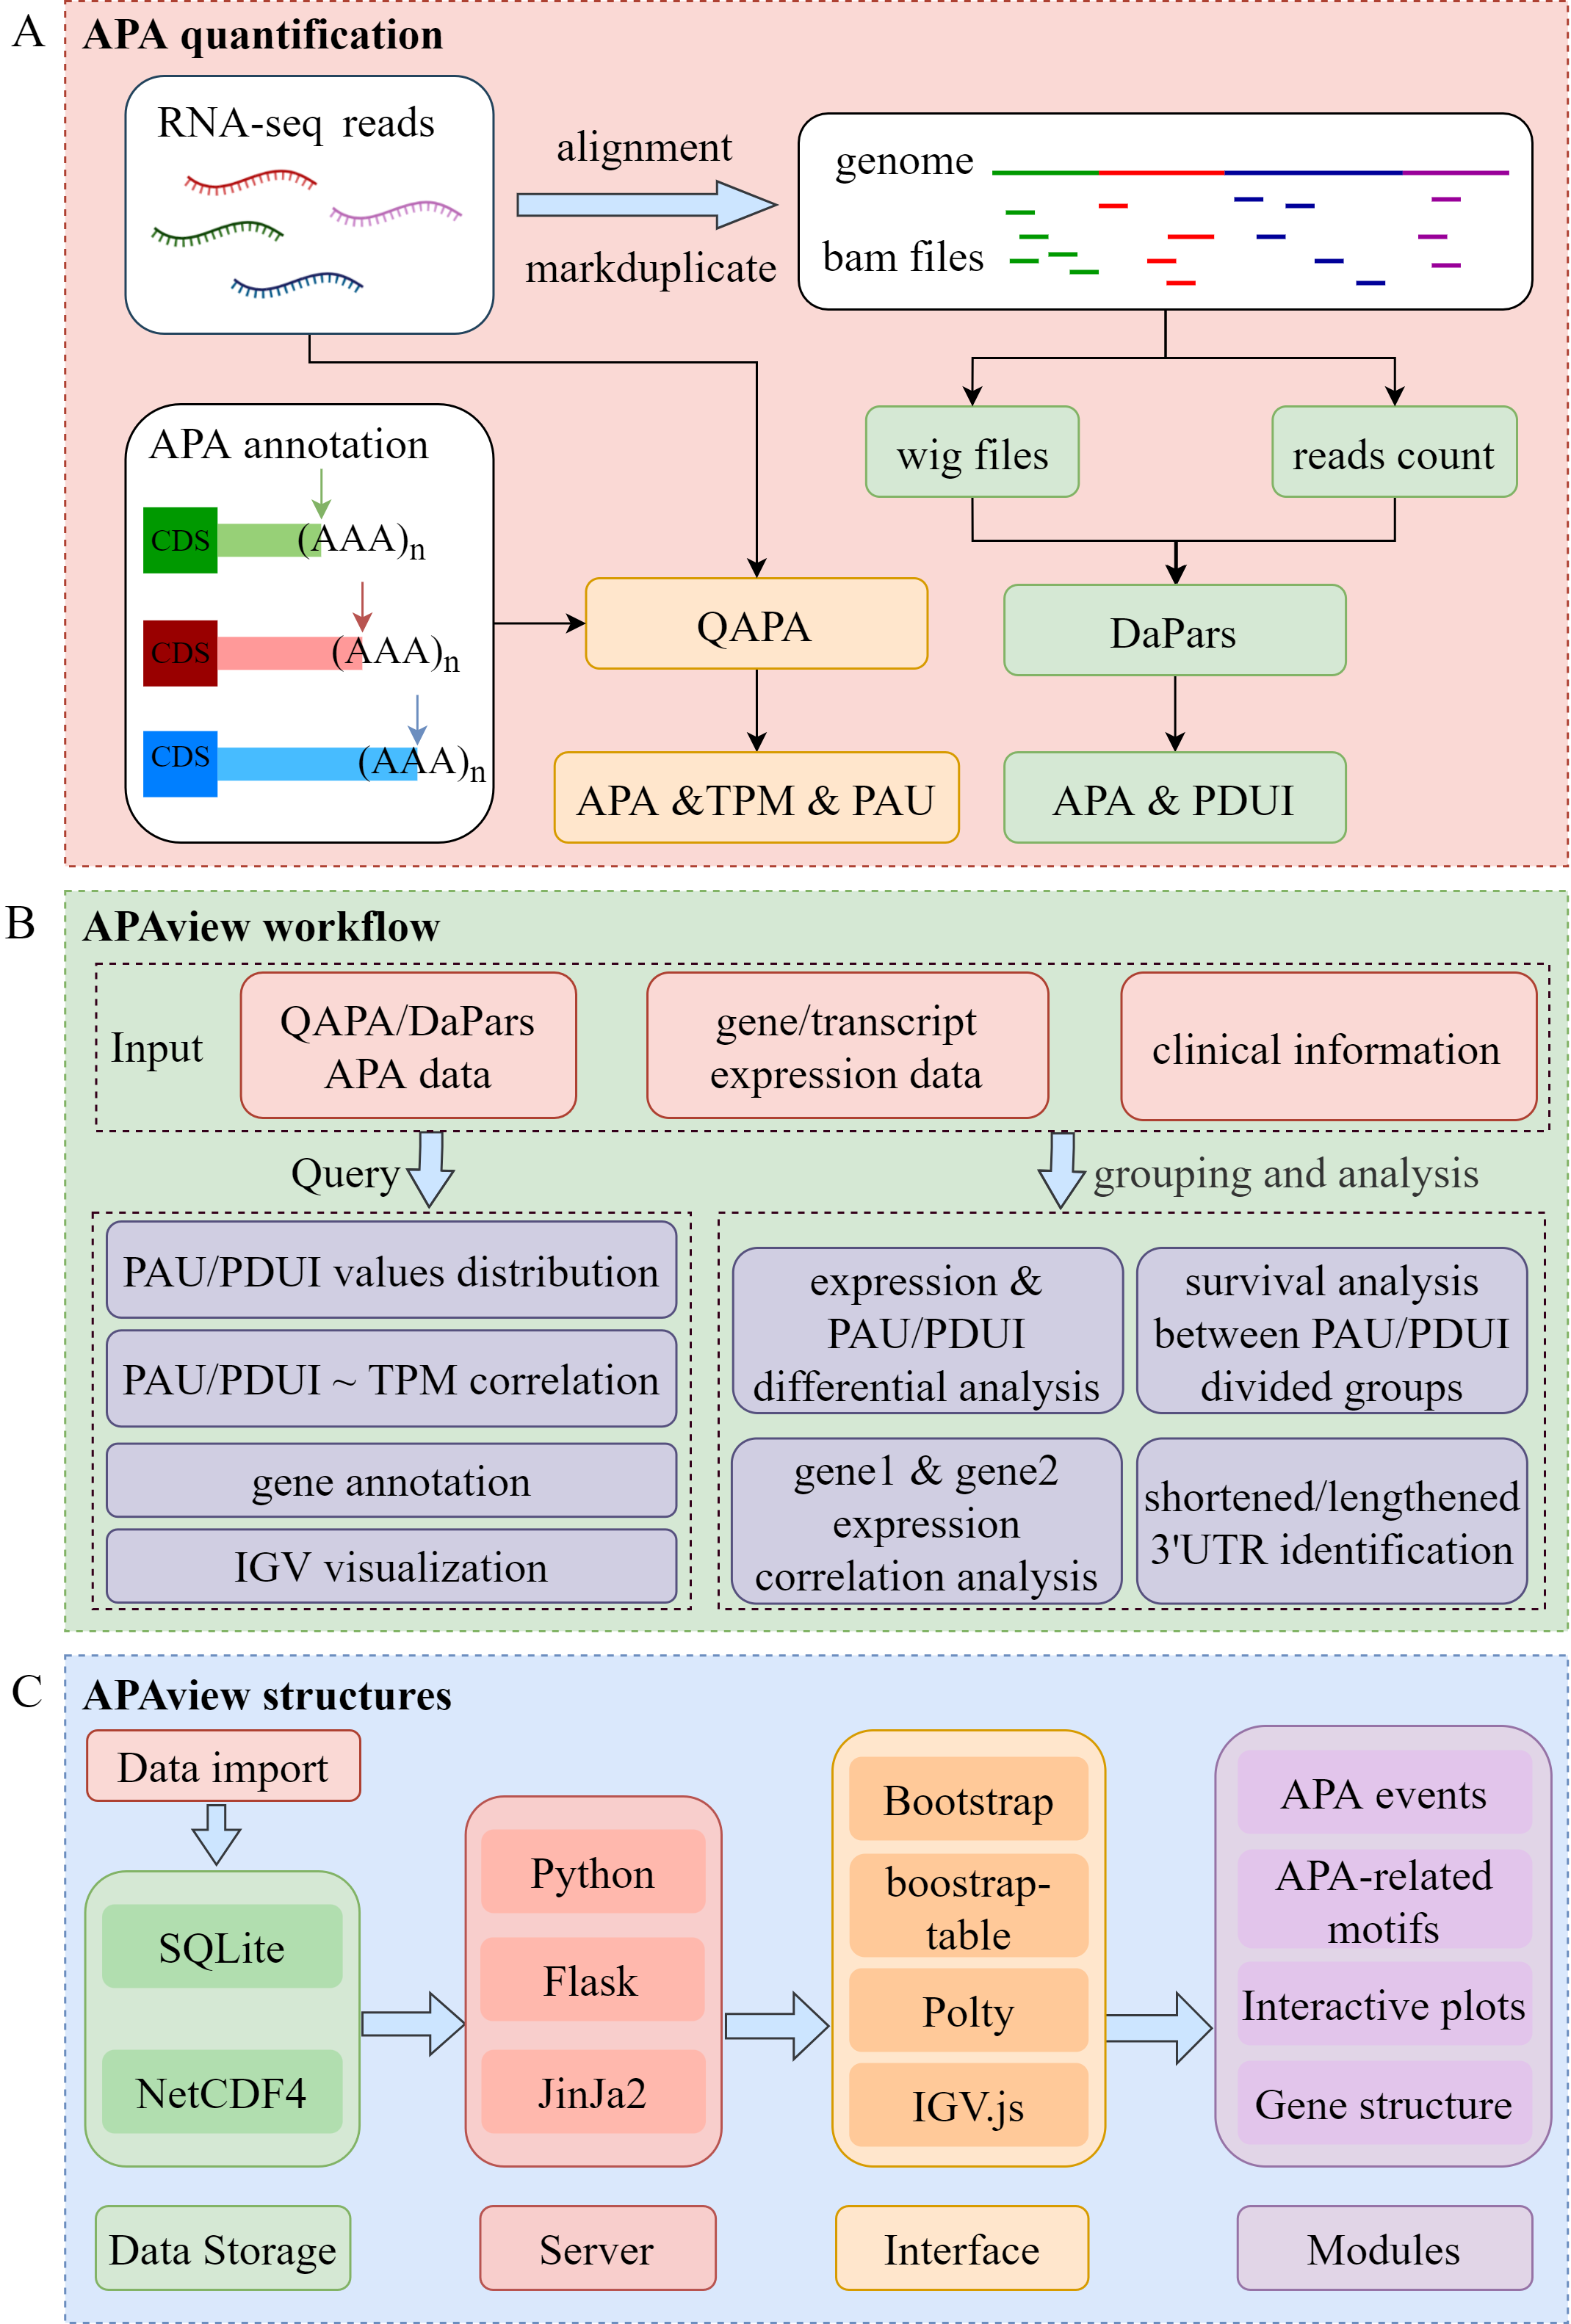 A
APA quantification
RNA-seq reads
alignment
markduplicate
genome
bam files
wig files
reads count
APA annotation
CDS
(AAA)n
CDS
(AAA)n
CDS
(AAA)n
QAPA
DaPars
APA &TPM & PAU
APA & PDUI
B
APAview workflow
Input
QAPA/DaPars
APA data
gene/transcript
expression data
clinical information
Query
grouping and analysis
PAU/PDUI values distribution
PAU/PDUI ~ TPM correlation
gene annotation
IGV visualization
expression &
PAU/PDUI
differential analysis
survival analysis
between PAU/PDUI
divided groups
gene1 & gene2
expression
correlation analysis
shortened/lengthened
3'UTR identification
C
APAview structures
Data import
SQLite
NetCDF4
Data Storage
Python
Flask
JinJa2
Server
Bootstrap
boostrap-
table
Polty
IGV.js
Interface
APA events
APA-related
motifs
Interactive plots
Gene structure
Modules